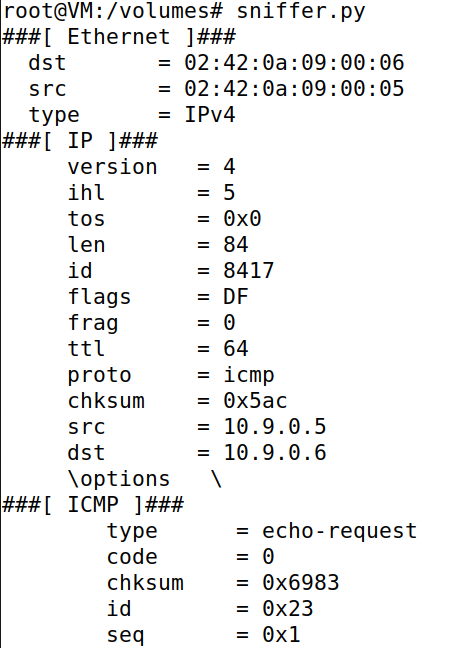 root@VM:/volumes# sniffer.py
###[ Ethernet ]###
  dst       = 02:42:0a:09:00:06
  src       = 02:42:0a:09:00:05
  type      = IPv4
###[ IP ]###
     version   = 4
     ihl       = 5
     tos       = 0x0
     len       = 84
     id        = 8417
     flags     = DF
     frag      = 0
     ttl       = 64
     proto     = icmp
     chksum    = 0x5ac
     src       = 10.9.0.5
     dst       = 10.9.0.6
     \options   \
###[ ICMP ]###
        type      = echo-request
        code      = 0
        chksum    = 0x6983
        id        = 0x23
        seq       = 0x1